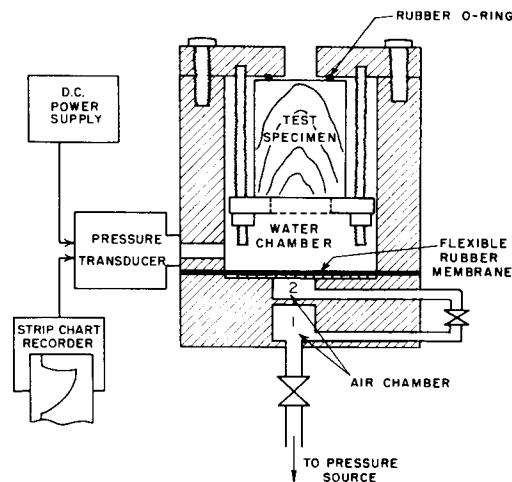 RUBBER O-RING
D.C.
POWER
SUPPLY
TEST
SPECIMEN
WATER
CHAMBER
PRESSURE
TRANSDUCER
FLEXIBLE
RUBBER
MEMBRANE
2
1
STRIP CHART
RECORDER
AIR CHAMBER
TO PRESSURE
SOURCE